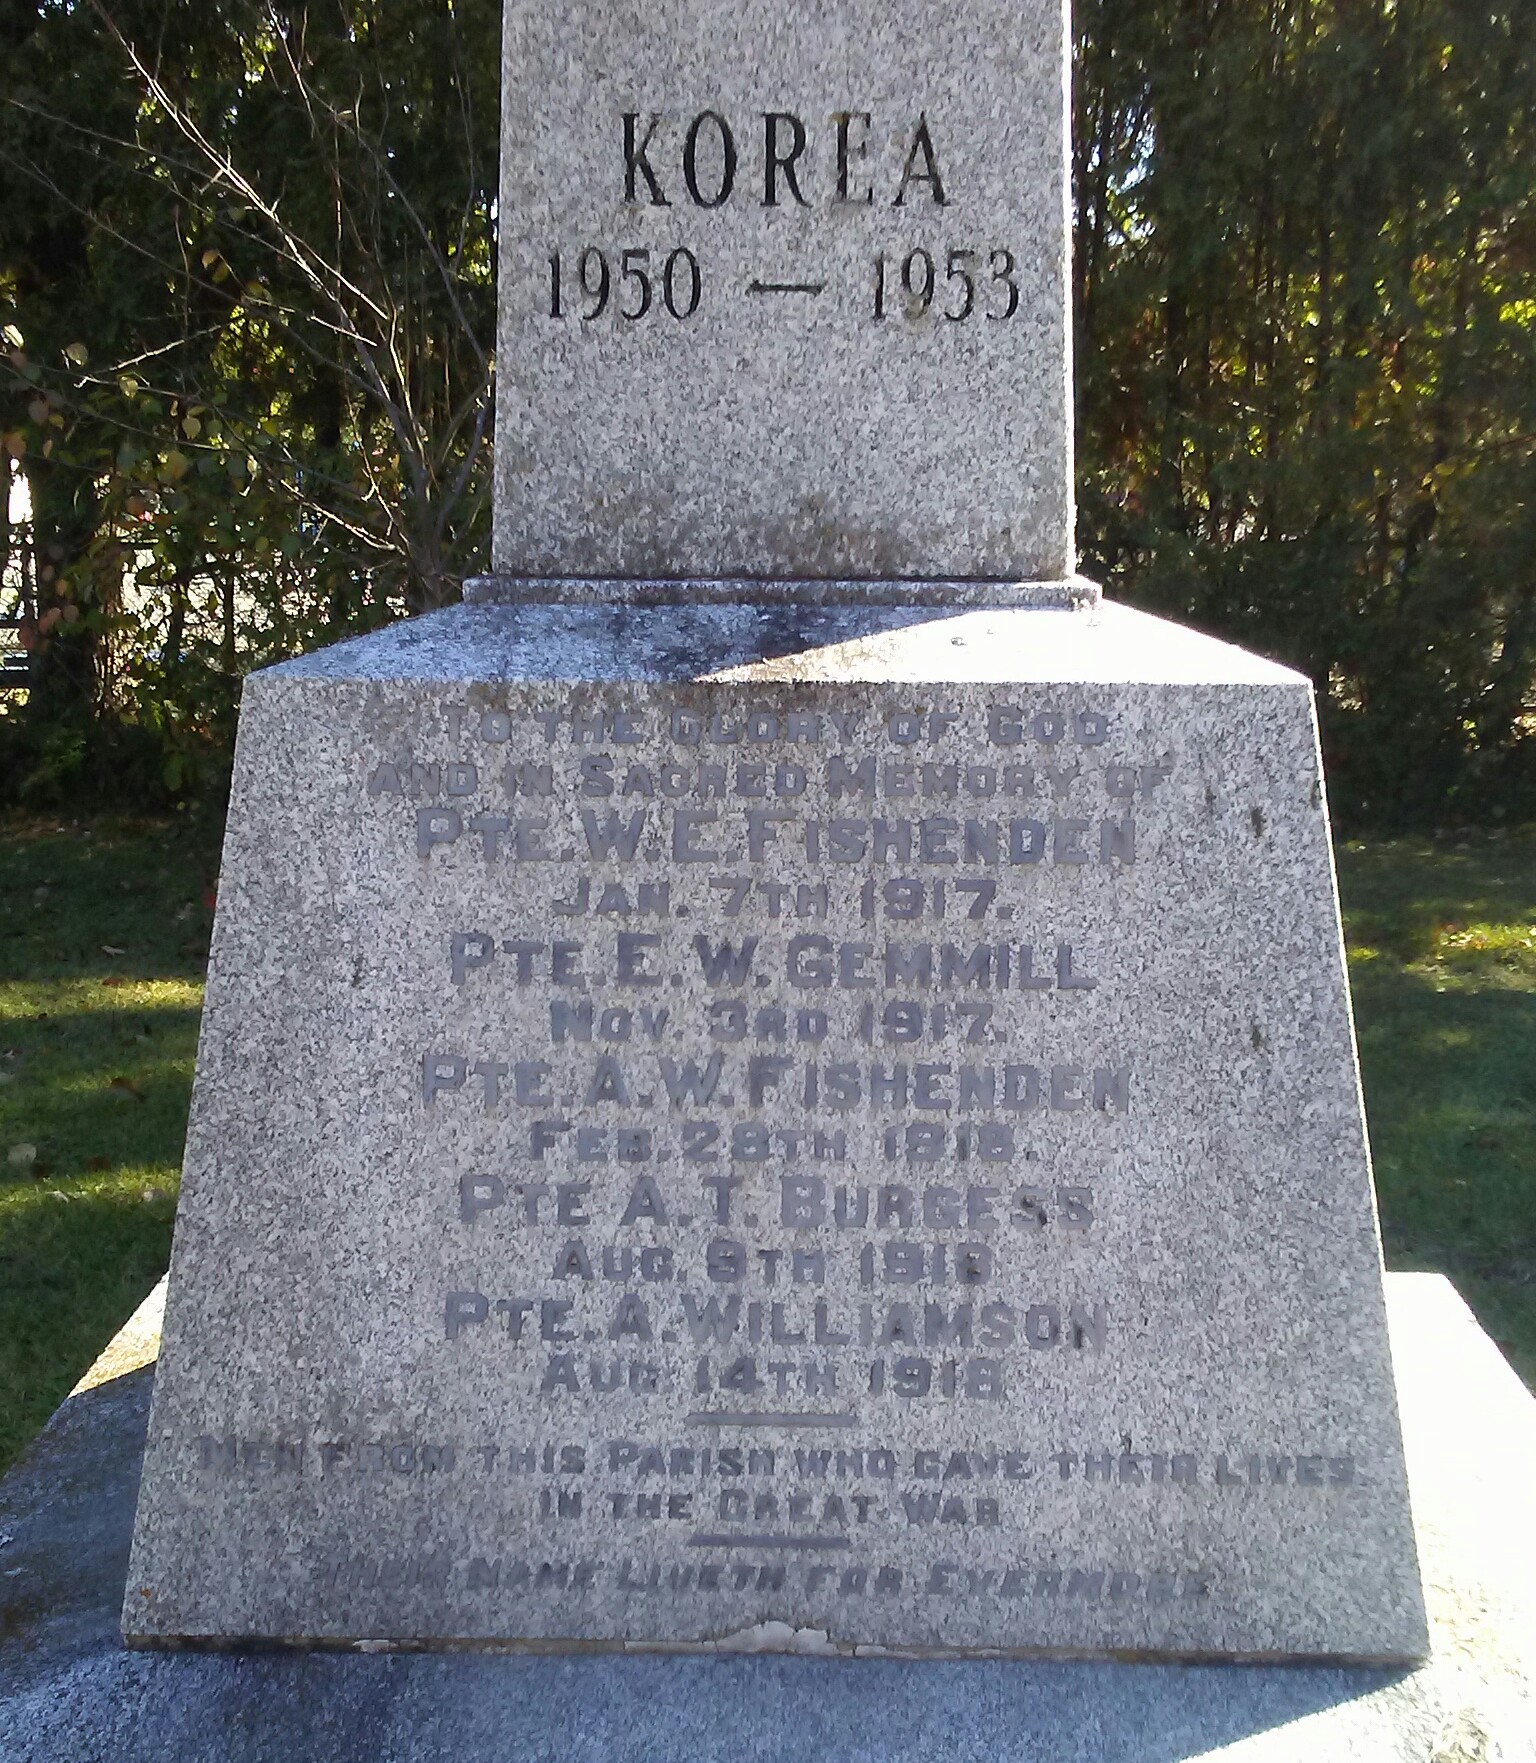 KOREA
1950 — 1953
TO THE GLORY OF GOD
AND IN SACRED MEMORY OF
PTE. W. E. FISHENDEN
JAN. 7TH 1917.
PTE. E. W. GEMMILL
NOV. 3RD 1917.
PTE. A. W. FISHENDEN
FEB. 28TH 1918.
PTE A. T. BURGESS
AUG. 9TH 1918
PTE. A. WILLIAMSON
AUG. 14TH 1918
MEN FROM THIS PARISH WHO GAVE THEIR LIVES
IN THE GREAT WAR
THEIR NAME LIVETH FOR EVERMORE